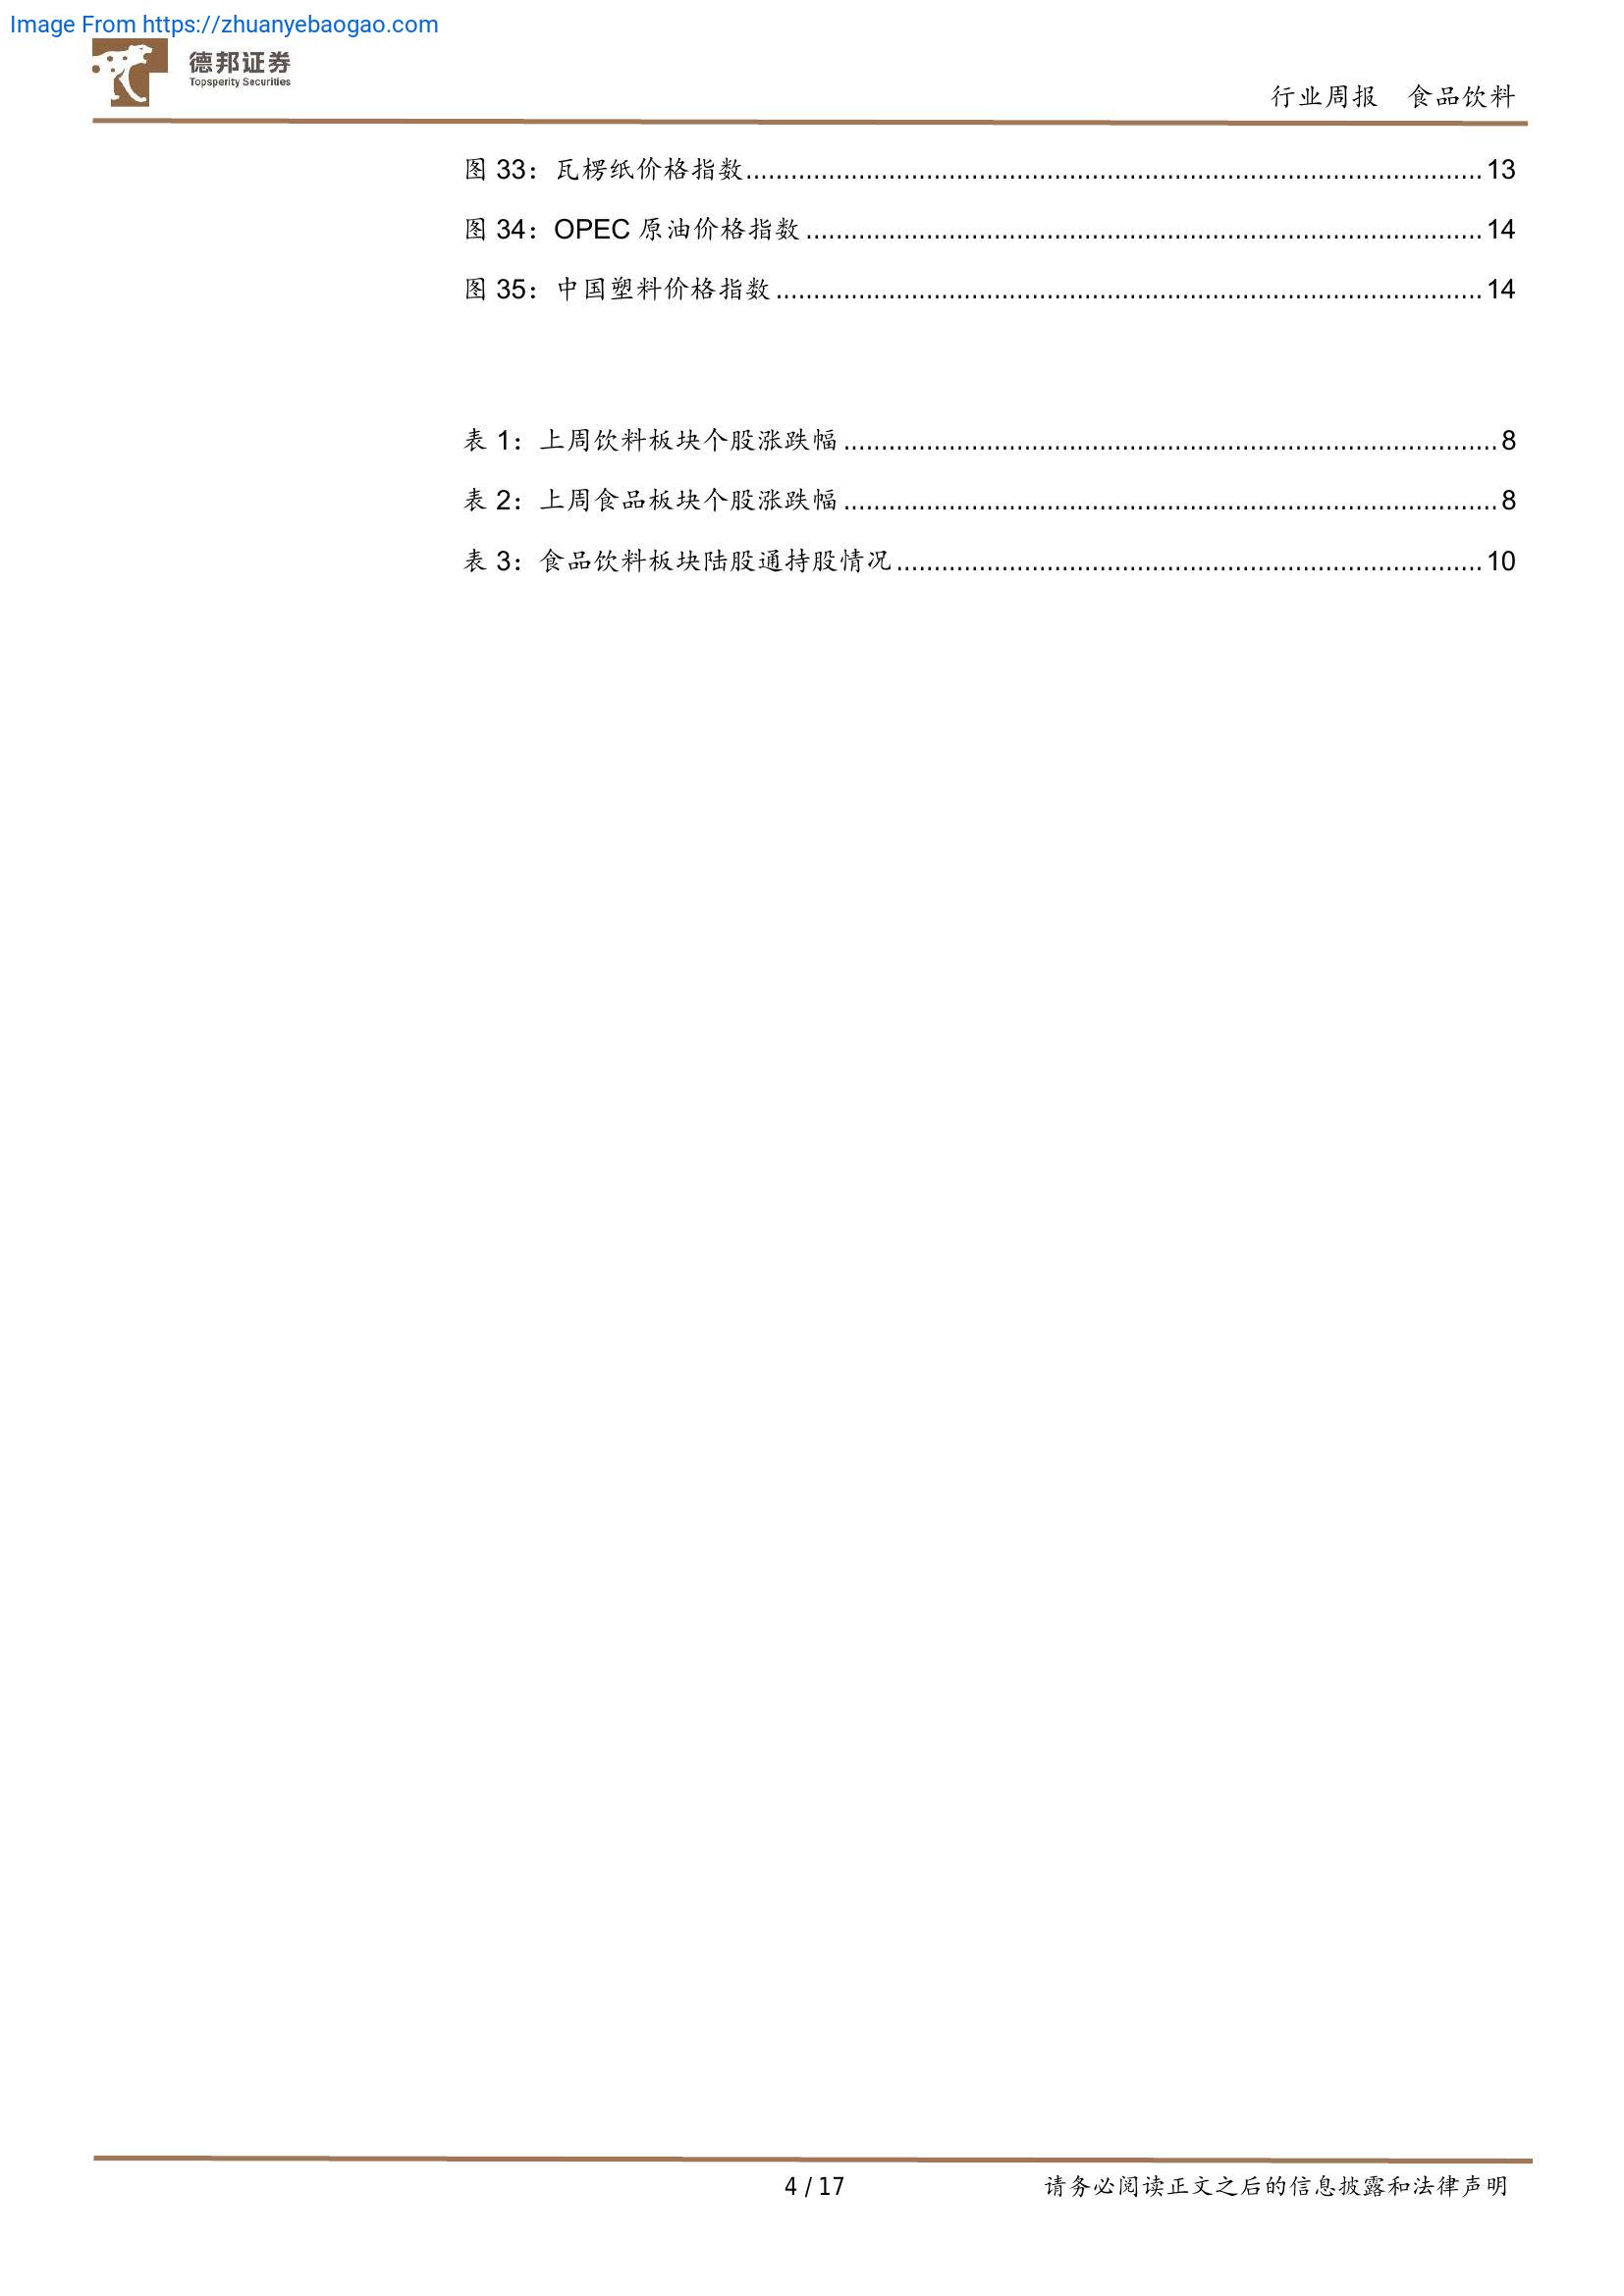 Image From https://zhuanyebaogao.com
德邦证券
Topsperity Securities
行业周报 食品饮料
图 33：瓦楞纸价格指数..........................................................................................13
图 34：OPEC 原油价格指数..........................................................................................14
图 35：中国塑料价格指数..........................................................................................14
表 1：上周饮料板块个股涨跌幅..........................................................................................8
表 2：上周食品板块个股涨跌幅..........................................................................................8
表 3：食品饮料板块陆股通持股情况..........................................................................................10
4 / 17
请务必阅读正文之后的信息披露和法律声明